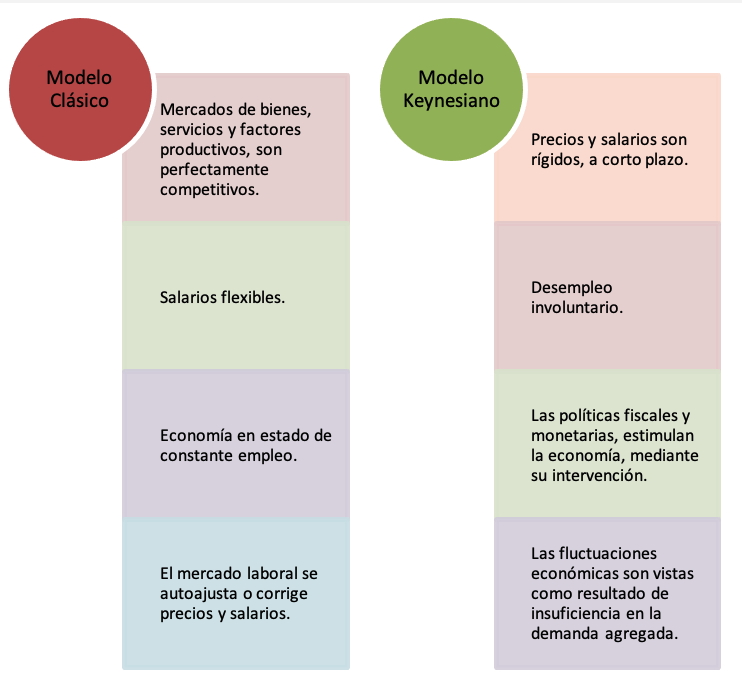 Modelo
Clásico
Mercados de bienes,
servicios y factores
productivos, son
perfectamente
competitivos.
Salarios flexibles.
Economía en estado de
constante empleo.
El mercado laboral se
autoajusta o corrige
precios y salarios.
Modelo
Keynesiano
Precios y salarios son
rígidos, a corto plazo.
Desempleo
involuntario.
Las políticas fiscales y
monetarias, estimulan
la economía, mediante
su intervención.
Las fluctuaciones
económicas son vistas
como resultado de
insuficiencia en la
demanda agregada.